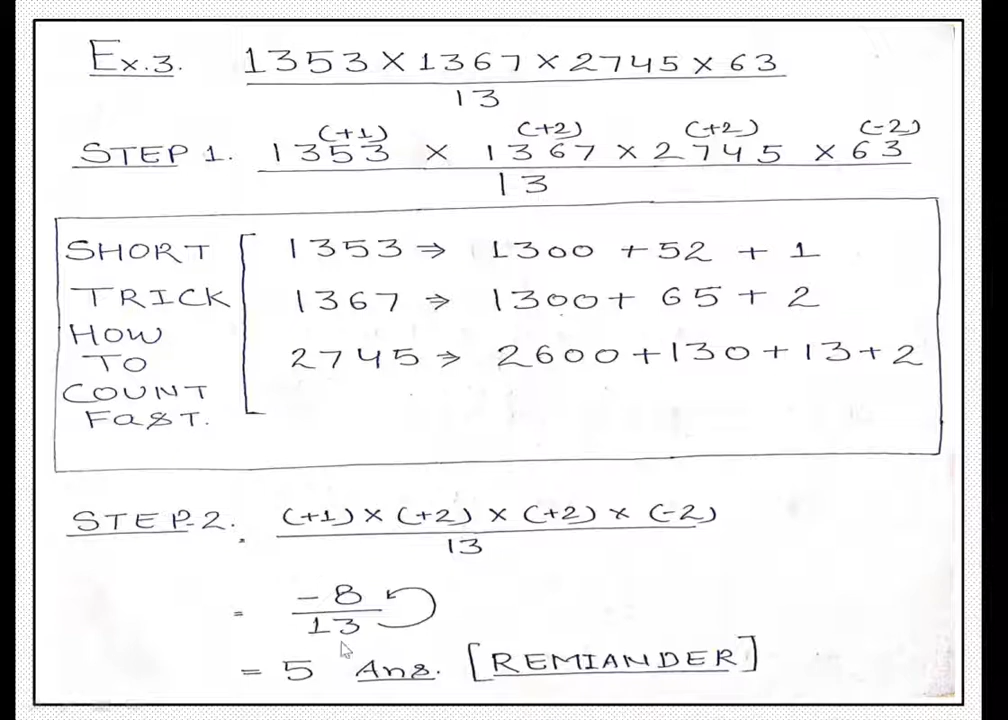 Ex.3. 1353 × 1367 × 2745 × 63
13
(+1) (+2) (+2) (-2)
STEP 1. 1353 × 1367 × 2745 × 63
13
SHORT 1353 ⇒ 1300 + 52 + 1
TRICK 1367 ⇒ 1300 + 65 + 2
HOW
TO 2745 ⇒ 2600 + 130 + 13 + 2
COUNT
FAST.
STEP-2. (+1) × (+2) × (+2) × (-2)
13
= -8
13
= 5 Ans. [REMIANDER]